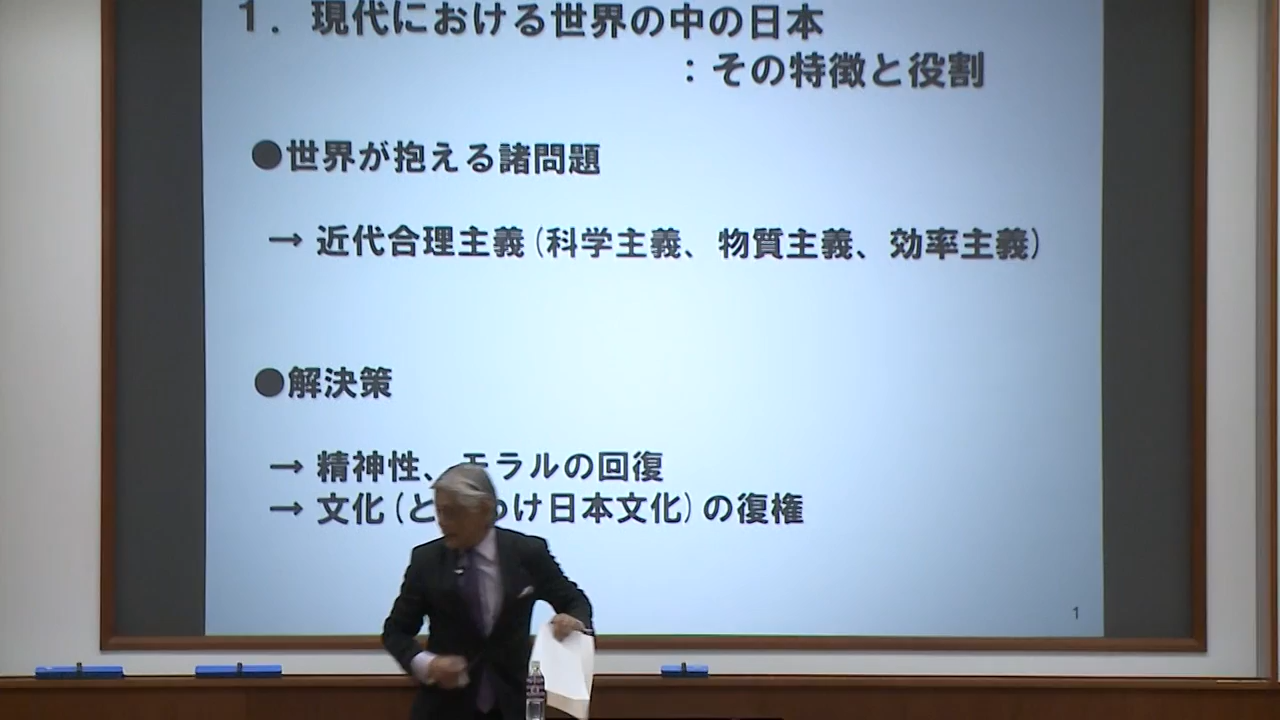 1. 現代における世界の中の日本
：その特徴と役割
●世界が抱える諸問題
→ 近代合理主義(科学主義、物質主義、効率主義)
●解決策
→ 精神性、モラルの回復
→ 文化(と わけ日本文化)の復権
1